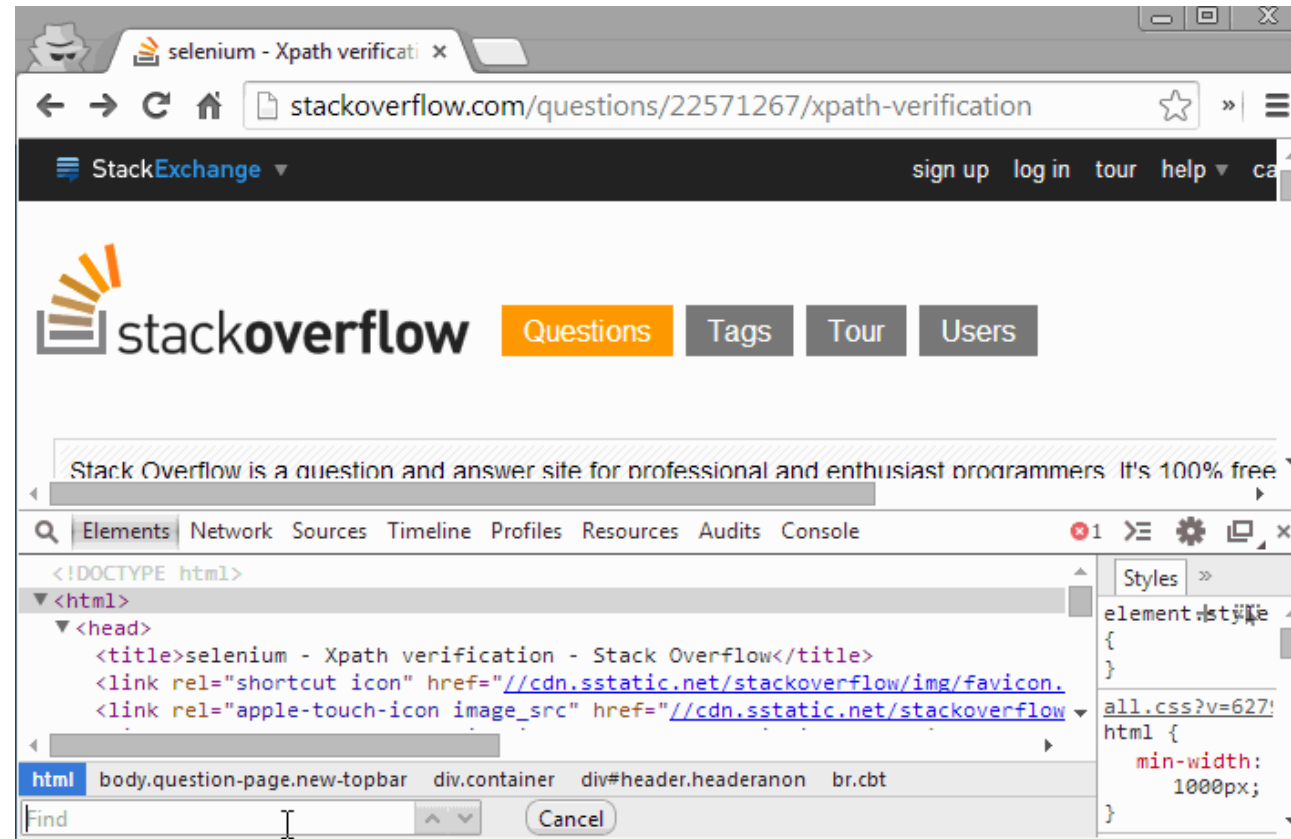 selenium - Xpath verificati ×
stackoverflow.com/questions/22571267/xpath-verification »
StackExchange ▼ sign up log in tour help ▼ ca
stackoverflow Questions Tags Tour Users
Stack Overflow is a question and answer site for professional and enthusiast programmers. It's 100% free
Elements Network Sources Timeline Profiles Resources Audits Console 1 ×
<!DOCTYPE html>
▼<html>
▼<head>
<title>selenium - Xpath verification - Stack Overflow</title>
<link rel="shortcut icon" href="//cdn.sstatic.net/stackoverflow/img/favicon.
<link rel="apple-touch-icon image_src" href="//cdn.sstatic.net/stackoverflow
Styles »
element.style
{
}
all.css?v=627
html {
min-width:
1000px;
}
html body.question-page.new-topbar div.container div#header.headeranon br.cbt
Find Cancel